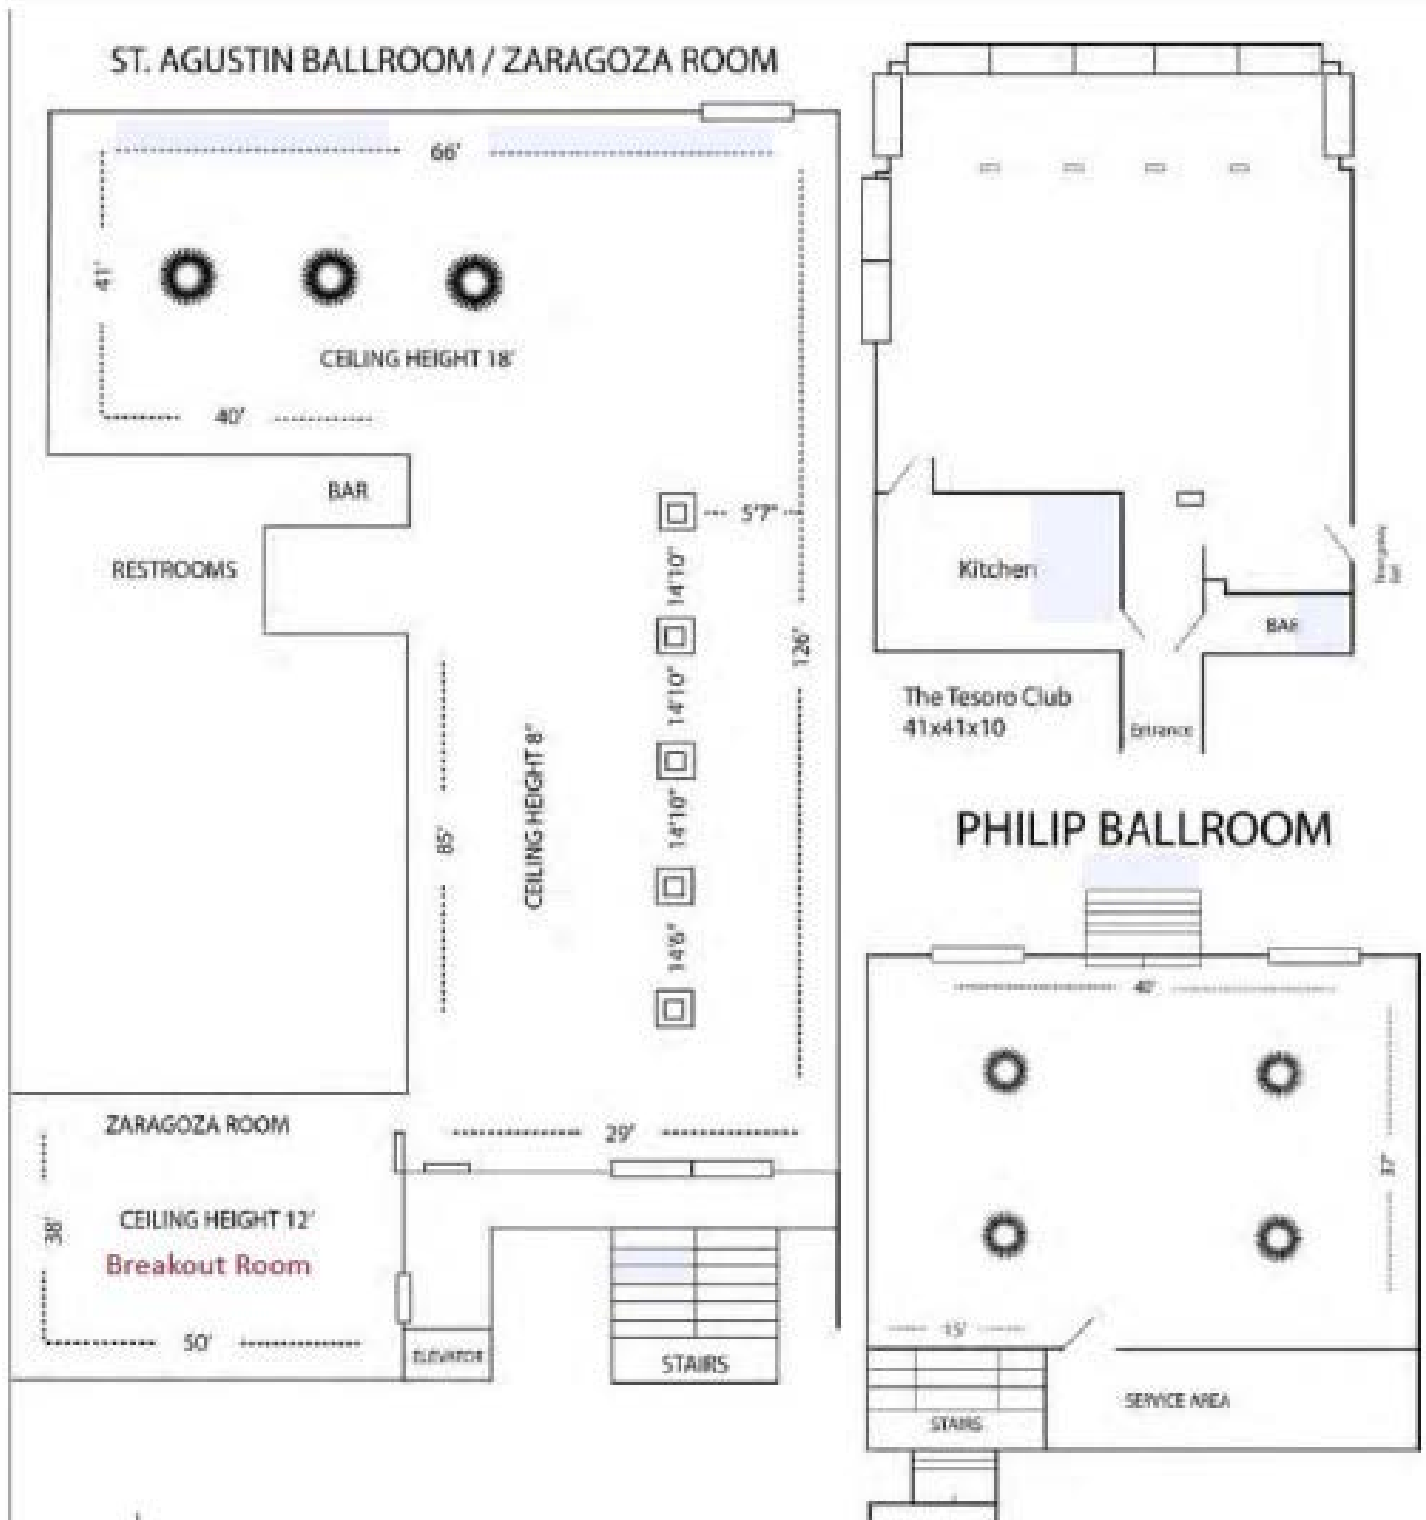 ST. AGUSTIN BALLROOM / ZARAGOZA ROOM
66'
41'
CEILING HEIGHT 18'
40'
BAR
RESTROOMS
5'7"
14'10"
14'10"
14'10"
14'6"
126'
85'
CEILING HEIGHT 8"
29'
ZARAGOZA ROOM
38'
CEILING HEIGHT 12'
Breakout Room
50'
ELEVATOR
STAIRS
Kitchen
BAR
The Tesoro Club
41x41x10
Entrance
PHILIP BALLROOM
40'
37'
15'
STAIRS
SERVICE AREA